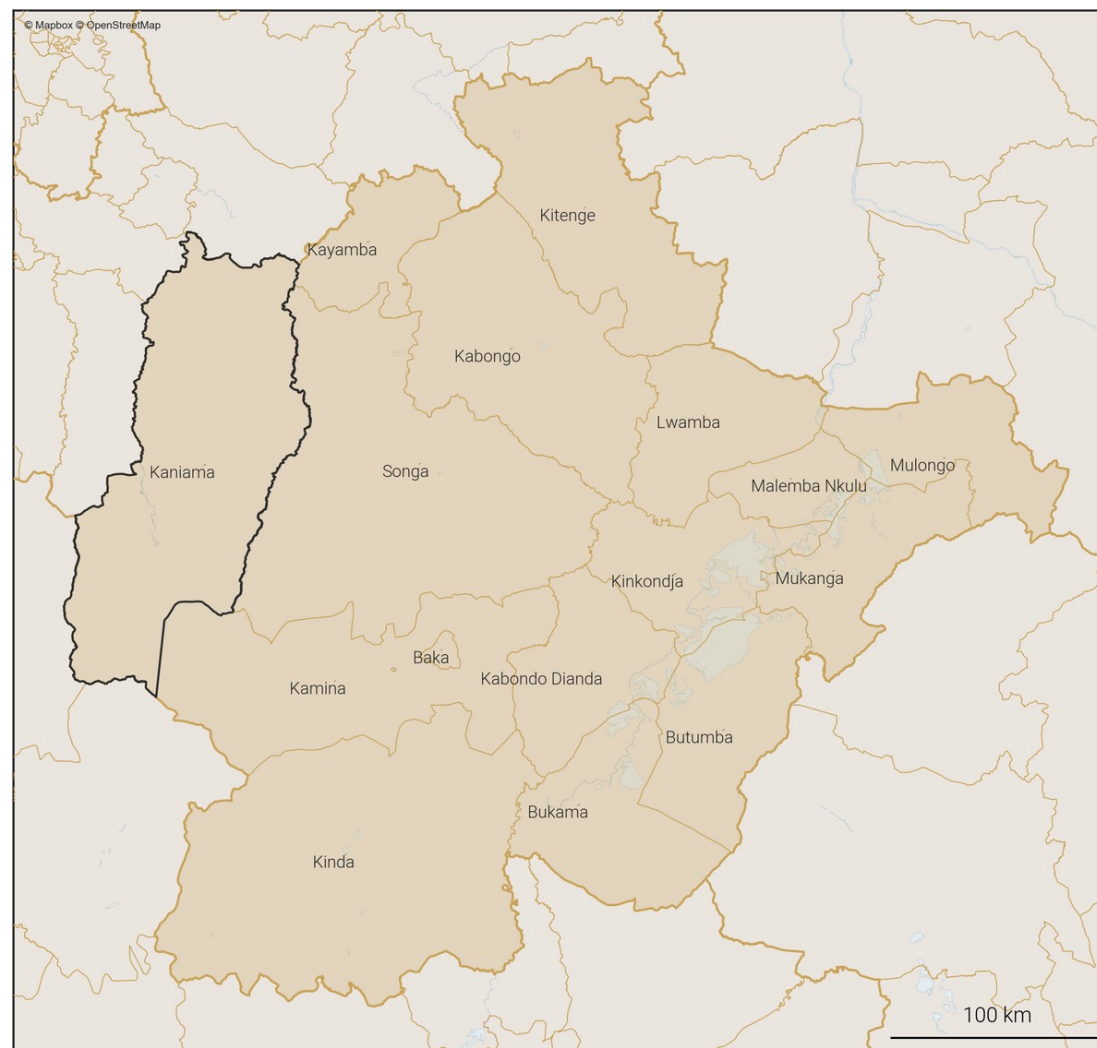 © Mapbox © OpenStreetMap
Kitenge
Kayamba
Kabongo
Lwamba
Kaniama
Songa
Mulongo
Malemba Nkulu
Kinkondja
Mukanga
Baka
Kamina
Kabondo Dianda
Butumba
Bukama
Kinda
100 km